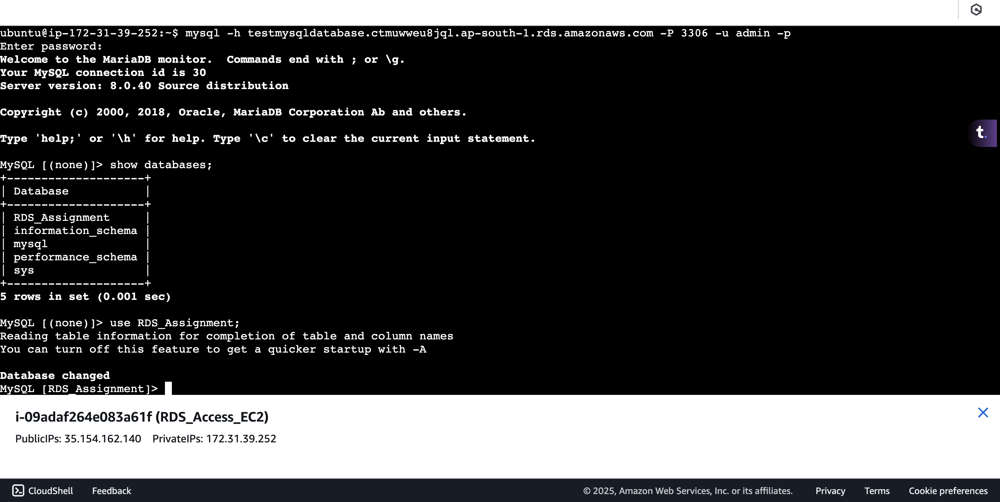 ubuntu@ip-172-31-39-252:~$ mysql -h testmysqldatabase.ctmuwweu8jql.ap-south-1.rds.amazonaws.com -P 3306 -u admin -p
Enter password:
Welcome to the MariaDB monitor.  Commands end with ; or \g.
Your MySQL connection id is 30
Server version: 8.0.40 Source distribution
Copyright (c) 2000, 2018, Oracle, MariaDB Corporation Ab and others.
t.
Type 'help;' or '\h' for help. Type '\c' to clear the current input statement.
MySQL [(none)]> show databases;
+--------------------+
| Database           |
+--------------------+
| RDS_Assignment     |
| information_schema |
| mysql              |
| performance_schema |
| sys                |
+--------------------+
5 rows in set (0.001 sec)
MySQL [(none)]> use RDS_Assignment;
Reading table information for completion of table and column names
You can turn off this feature to get a quicker startup with -A
Database changed
MySQL [RDS_Assignment]>
i-09adaf264e083a61f (RDS_Access_EC2)
PublicIPs: 35.154.162.140    PrivateIPs: 172.31.39.252
CloudShell    Feedback    © 2025, Amazon Web Services, Inc. or its affiliates.    Privacy    Terms    Cookie preferences